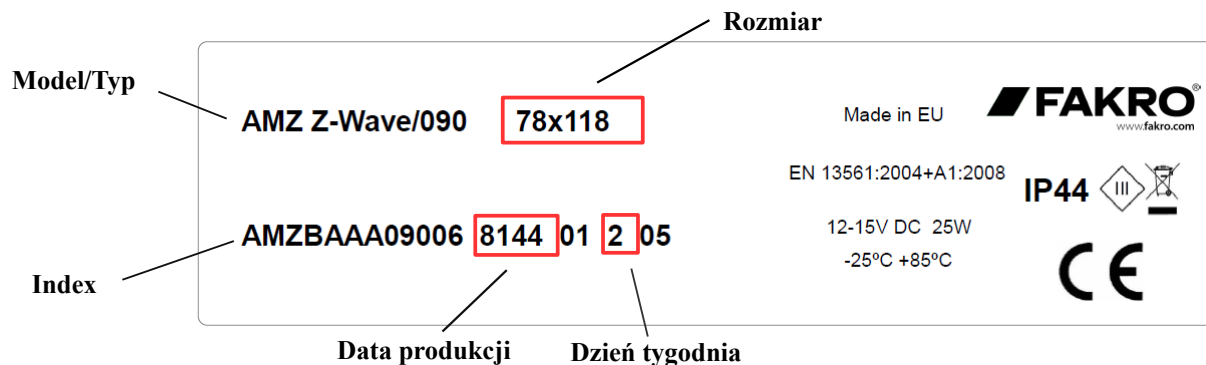 Rozmiar
Model/Typ
AMZ Z-Wave/090 78x118
Made in EU
FAKRO®
www.fakro.com
EN 13561:2004+A1:2008
IP44
III
AMZBAAA09006 8144 01 2 05
12-15V DC 25W
-25ºC +85ºC
CE
Index
Data produkcji
Dzień tygodnia